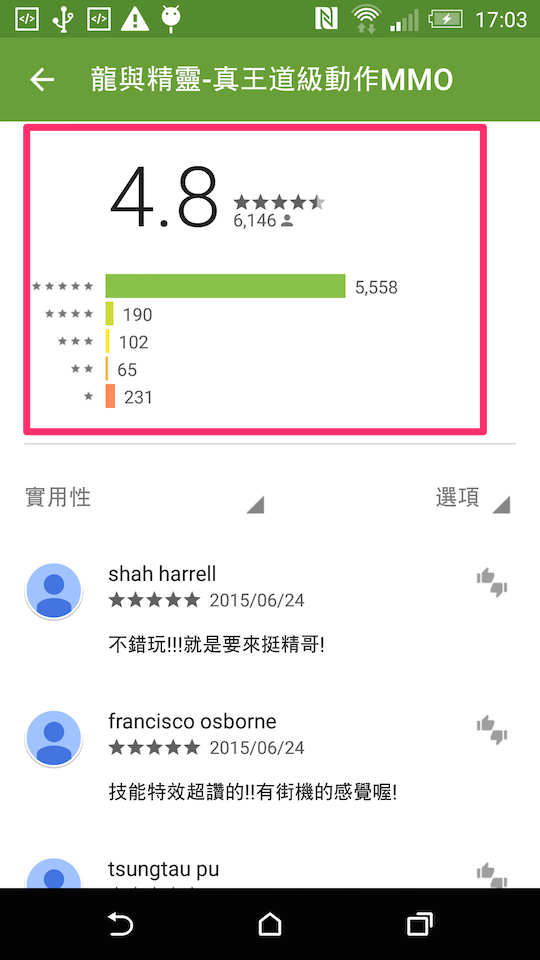 17:03
龍與精靈-真王道級動作MMO
4.8
6,146
5,558
190
102
65
231
實用性
選項
shah harrell
2015/06/24
不錯玩!!!就是要來挺精哥!
francisco osborne
2015/06/24
技能特效超讚的!!有街機的感覺喔!
tsungtau pu